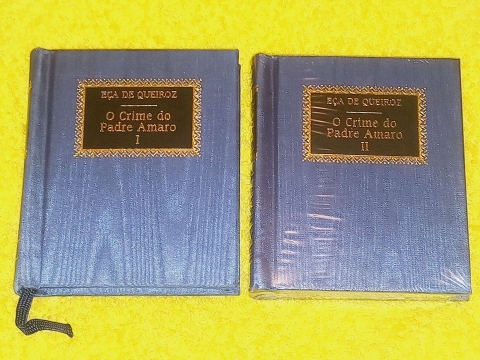 EÇA DE QUEIROZ
O Crime do
Padre Amaro
I
EÇA DE QUEIROZ
O Crime do
Padre Amaro
II